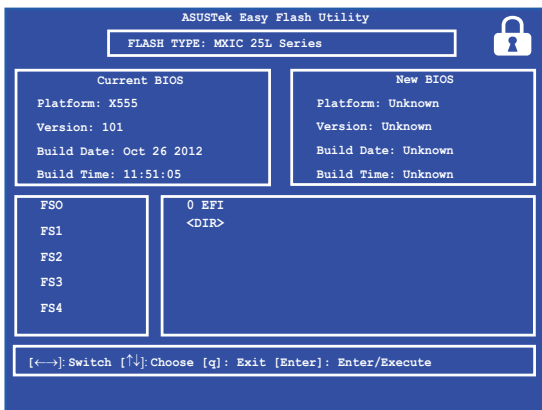 ASUSTek Easy Flash Utility
FLASH TYPE: MXIC 25L Series
Current BIOS
Platform: X555
Version: 101
Build Date: Oct 26 2012
Build Time: 11:51:05
New BIOS
Platform: Unknown
Version: Unknown
Build Date: Unknown
Build Time: Unknown
FSO
FS1
FS2
FS3
FS4
0 EFI
<DIR>
[←→]: Switch [↑↓]: Choose [q]: Exit [Enter]: Enter/Execute